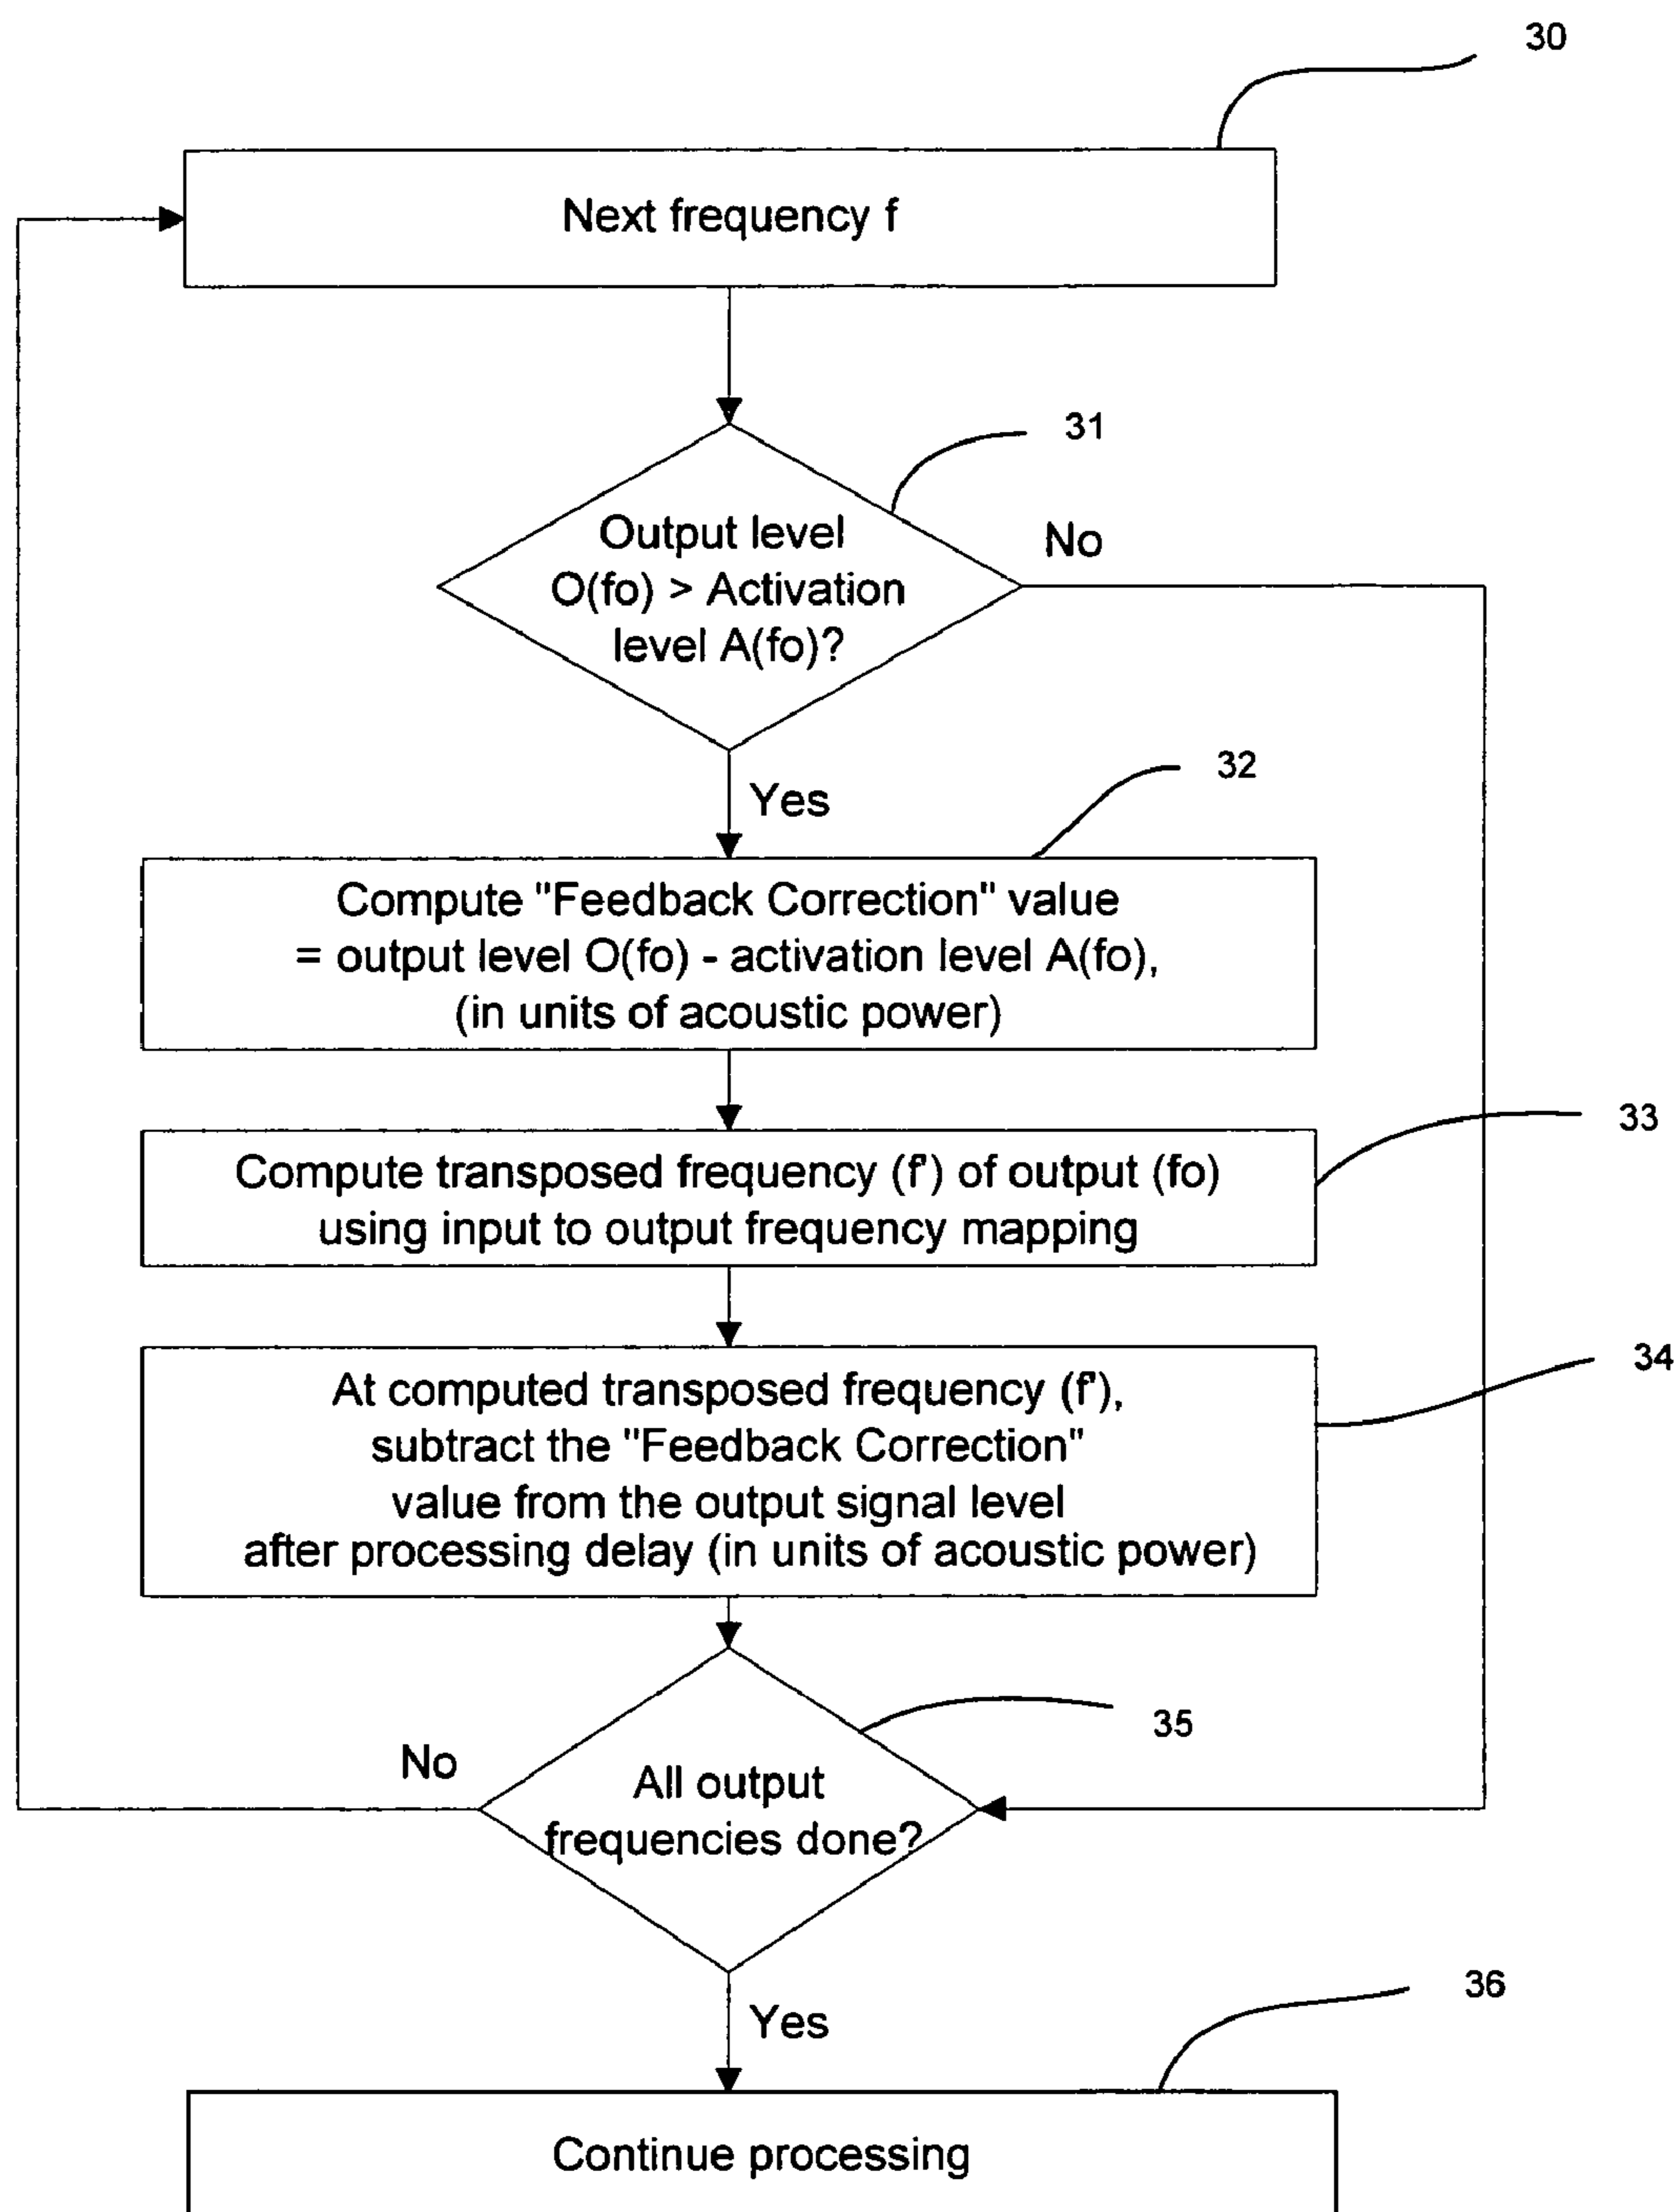 30
Next frequency f
31
Output level
O(fo) > Activation
level A(fo)?
No
Yes
32
Compute "Feedback Correction" value
= output level O(fo) - activation level A(fo),
(in units of acoustic power)
33
Compute transposed frequency (f') of output (fo)
using input to output frequency mapping
34
At computed transposed frequency (f'),
subtract the "Feedback Correction"
value from the output signal level
after processing delay (in units of acoustic power)
35
No
All output
frequencies done?
Yes
36
Continue processing